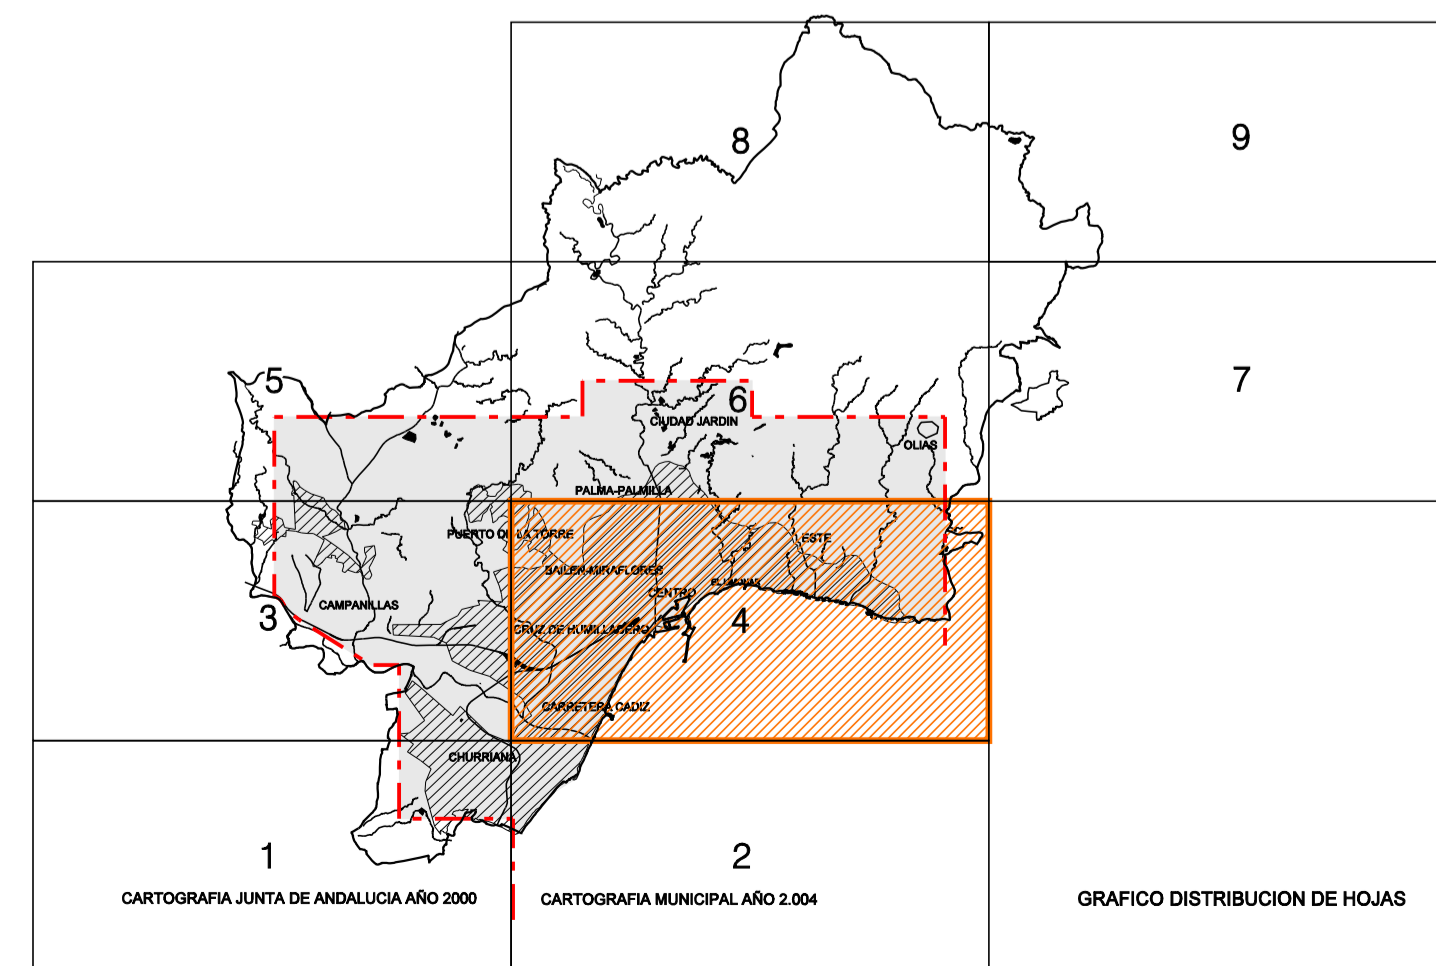 8
9
5
6
7
CIUDAD JARDIN
OLIAS
PALMA-PALMILLA
PUERTO DE LA TORRE
ESTE
BAILEN-MIRAFLORES
CENTRO
CAMPANILLAS
3
4
CRUZ DE HUMILLADERO
CARRETERA CADIZ
CHURRIANA
1
2
CARTOGRAFIA JUNTA DE ANDALUCIA AÑO 2000
CARTOGRAFIA MUNICIPAL AÑO 2.004
GRAFICO DISTRIBUCION DE HOJAS